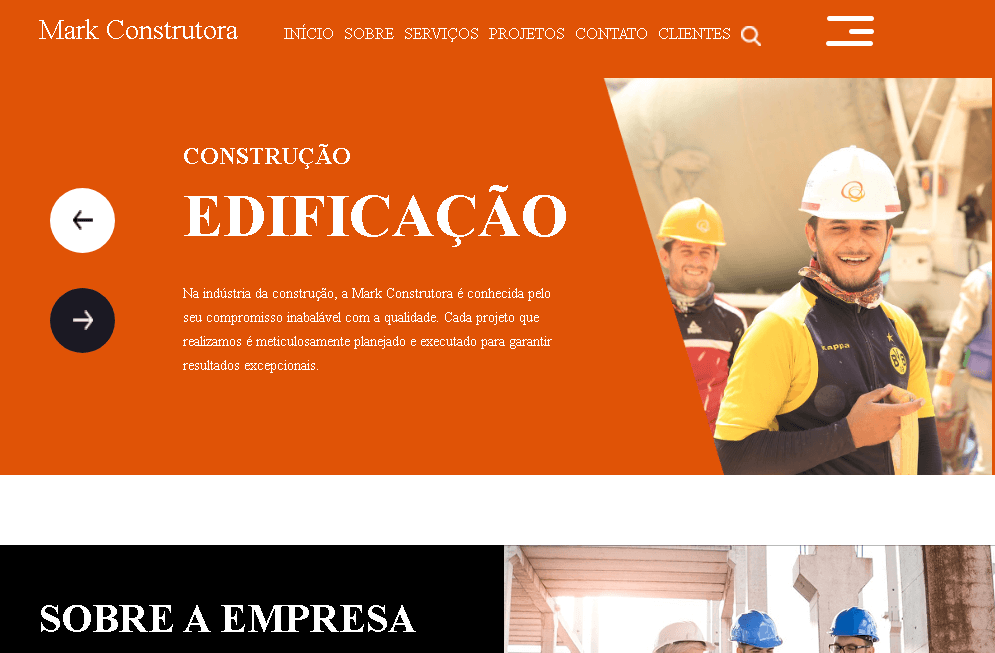 Mark Construtora
INÍCIO SOBRE SERVIÇOS PROJETOS CONTATO CLIENTES
CONSTRUÇÃO
EDIFICAÇÃO
Na indústria da construção, a Mark Construtora é conhecida pelo
seu compromisso inabalável com a qualidade. Cada projeto que
realizamos é meticulosamente planejado e executado para garantir
resultados excepcionais.
Kappa
SOBRE A EMPRESA